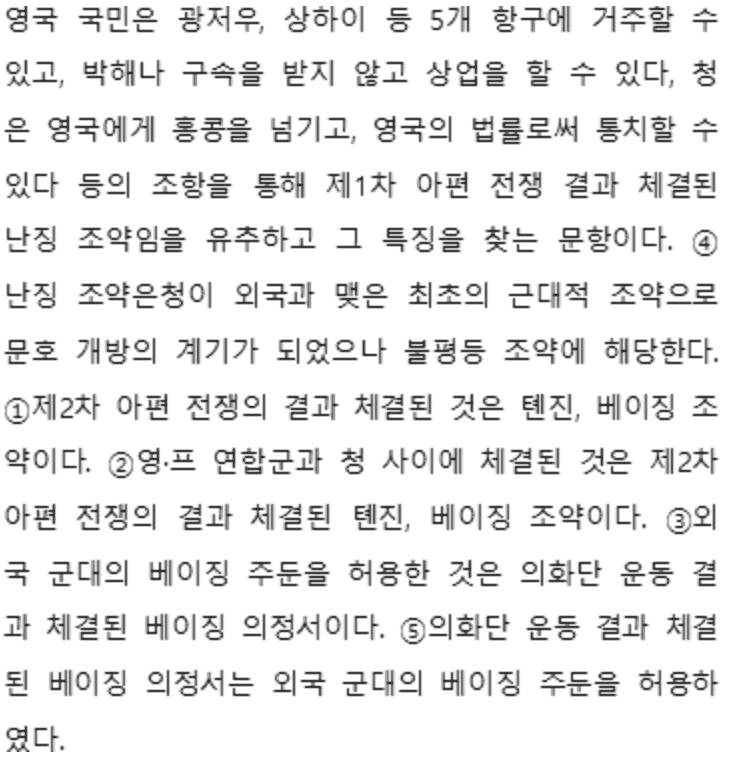 영국 국민은 광저우, 상하이 등 5개 항구에 거주할 수
있고, 박해나 구속을 받지 않고 상업을 할 수 있다, 청
은 영국에게 홍콩을 넘기고, 영국의 법률로써 통치할 수
있다 등의 조항을 통해 제1차 아편 전쟁 결과 체결된
난징 조약임을 유추하고 그 특징을 찾는 문항이다. ④
난징 조약은청이 외국과 맺은 최초의 근대적 조약으로
문호 개방의 계기가 되었으나 불평등 조약에 해당한다.
①제2차 아편 전쟁의 결과 체결된 것은 톈진, 베이징 조
약이다. ②영·프 연합군과 청 사이에 체결된 것은 제2차
아편 전쟁의 결과 체결된 톈진, 베이징 조약이다. ③외
국 군대의 베이징 주둔을 허용한 것은 의화단 운동 결
과 체결된 베이징 의정서이다. ⑤의화단 운동 결과 체결
된 베이징 의정서는 외국 군대의 베이징 주둔을 허용하
였다.